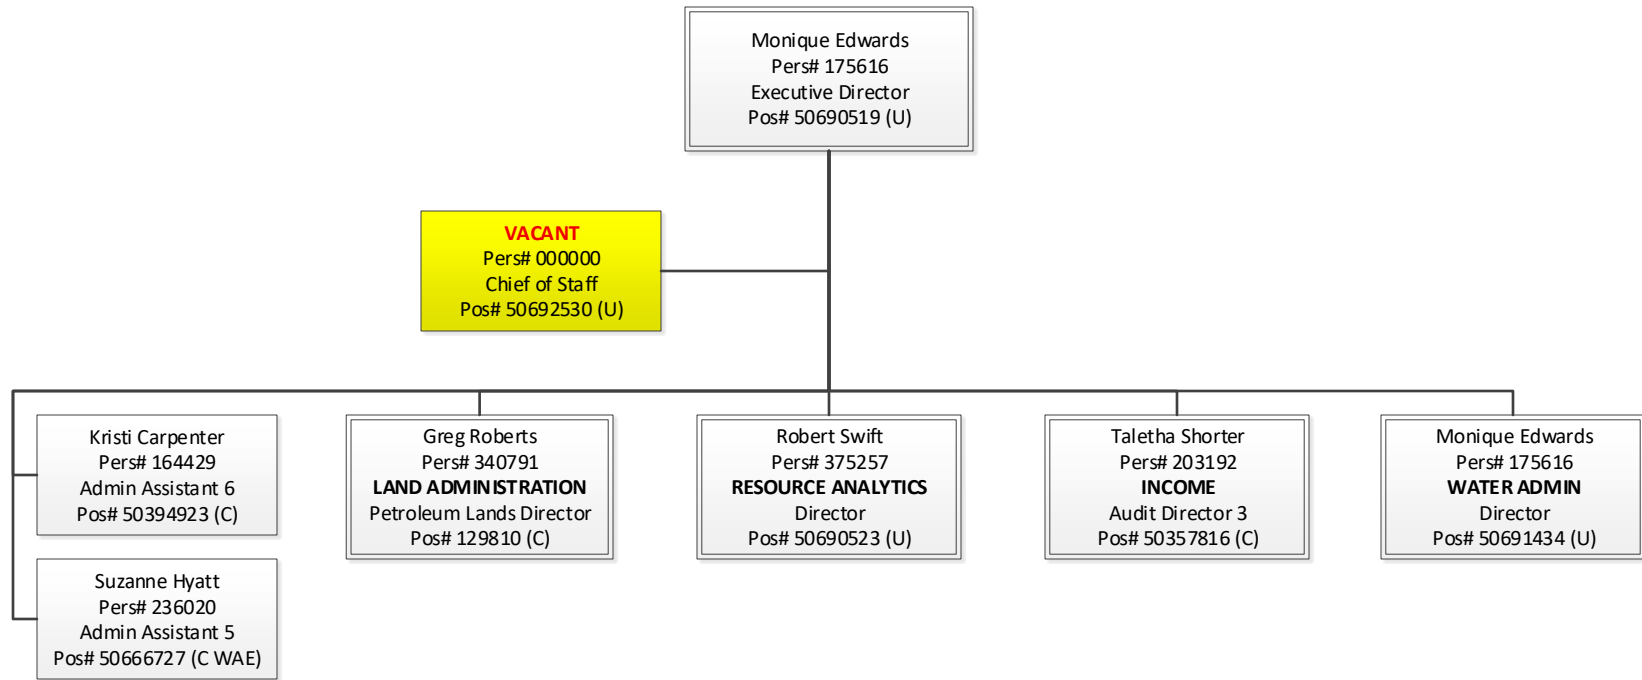 Monique Edwards
Pers# 175616
Executive Director
Pos# 50690519 (U)
VACANT
Pers# 000000
Chief of Staff
Pos# 50692530 (U)
Kristi Carpenter
Pers# 164429
Admin Assistant 6
Pos# 50394923 (C)
Suzanne Hyatt
Pers# 236020
Admin Assistant 5
Pos# 50666727 (C WAE)
Greg Roberts
Pers# 340791
LAND ADMINISTRATION
Petroleum Lands Director
Pos# 129810 (C)
Robert Swift
Pers# 375257
RESOURCE ANALYTICS
Director
Pos# 50690523 (U)
Taletha Shorter
Pers# 203192
INCOME
Audit Director 3
Pos# 50357816 (C)
Monique Edwards
Pers# 175616
WATER ADMIN
Director
Pos# 50691434 (U)